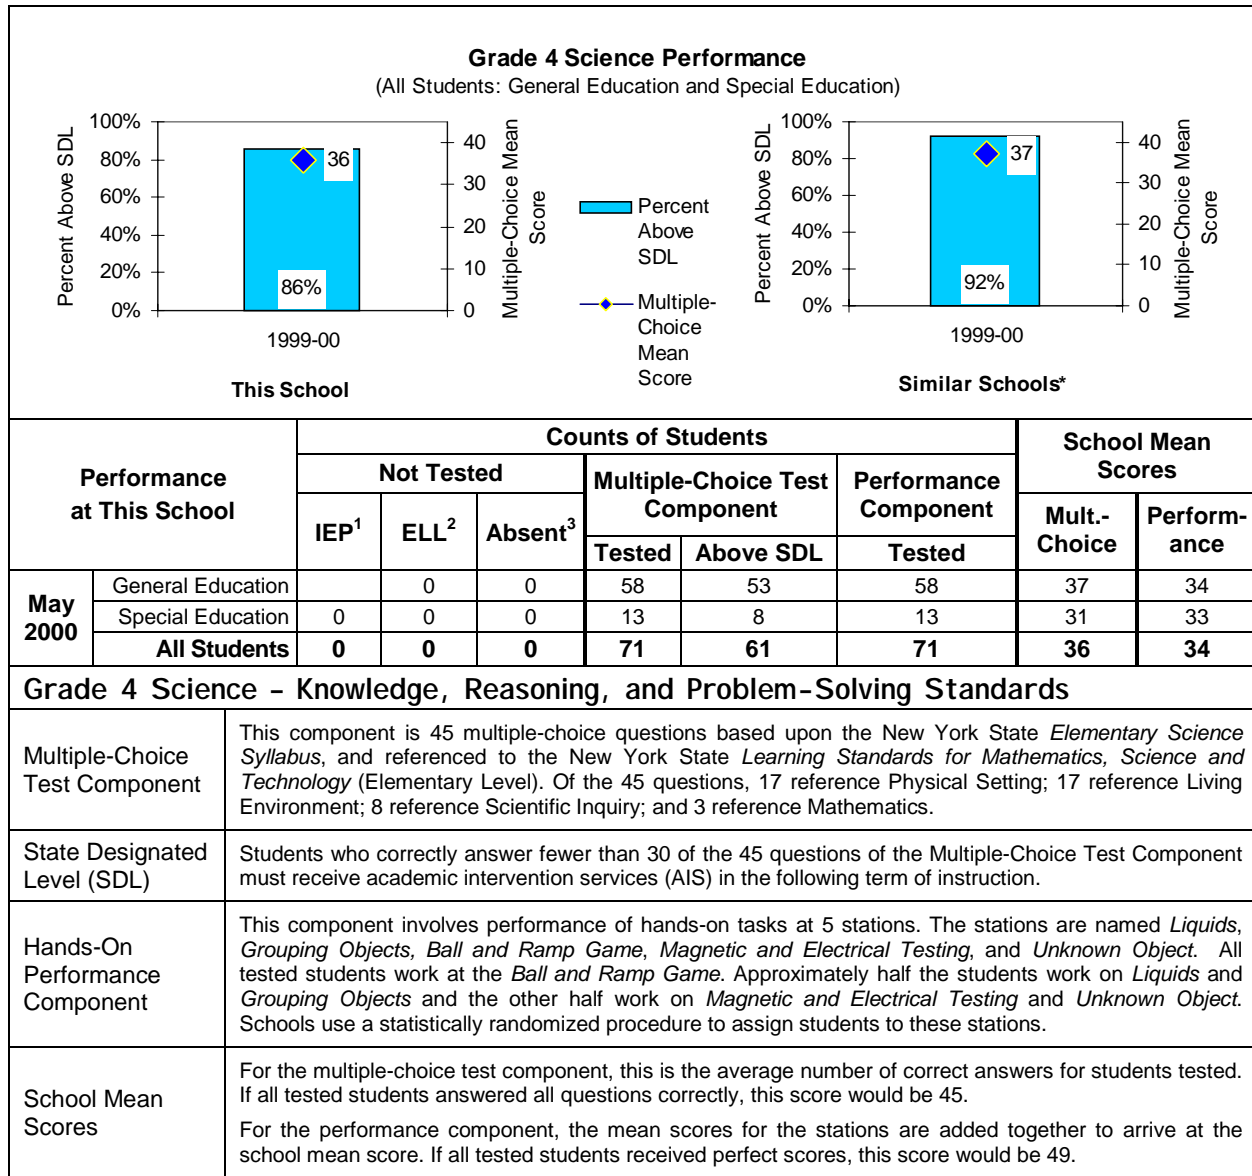 Grade 4 Science Performance
(All Students: General Education and Special Education)
Percent Above SDL
100%
80%
60%
40%
20%
0%
36
86%
40
30
20
10
0
Multiple-Choice Mean
Score
1999-00
This School
Percent
Above
SDL
Multiple-
Choice
Mean
Score
Percent Above SDL
100%
80%
60%
40%
20%
0%
37
92%
40
30
20
10
0
Multiple-Choice Mean
Score
1999-00
Similar Schools*
Performance
at This School
Counts of Students
School Mean
Scores
Not Tested
Multiple-Choice Test
Component
Performance
Component
IEP1 ELL2 Absent3
Tested Above SDL Tested
Mult.-
Choice
Perform-
ance
May
2000
General Education 0 0 58 53 58 37 34
Special Education 0 0 0 13 8 13 31 33
All Students 0 0 0 71 61 71 36 34
Grade 4 Science – Knowledge, Reasoning, and Problem-Solving Standards
Multiple-Choice
Test Component
This component is 45 multiple-choice questions based upon the New York State Elementary Science
Syllabus, and referenced to the New York State Learning Standards for Mathematics, Science and
Technology (Elementary Level). Of the 45 questions, 17 reference Physical Setting; 17 reference Living
Environment; 8 reference Scientific Inquiry; and 3 reference Mathematics.
State Designated
Level (SDL)
Students who correctly answer fewer than 30 of the 45 questions of the Multiple-Choice Test Component
must receive academic intervention services (AIS) in the following term of instruction.
Hands-On
Performance
Component
This component involves performance of hands-on tasks at 5 stations. The stations are named Liquids,
Grouping Objects, Ball and Ramp Game, Magnetic and Electrical Testing, and Unknown Object. All
tested students work at the Ball and Ramp Game. Approximately half the students work on Liquids and
Grouping Objects and the other half work on Magnetic and Electrical Testing and Unknown Object.
Schools use a statistically randomized procedure to assign students to these stations.
School Mean
Scores
For the multiple-choice test component, this is the average number of correct answers for students tested.
If all tested students answered all questions correctly, this score would be 45.
For the performance component, the mean scores for the stations are added together to arrive at the
school mean score. If all tested students received perfect scores, this score would be 49.